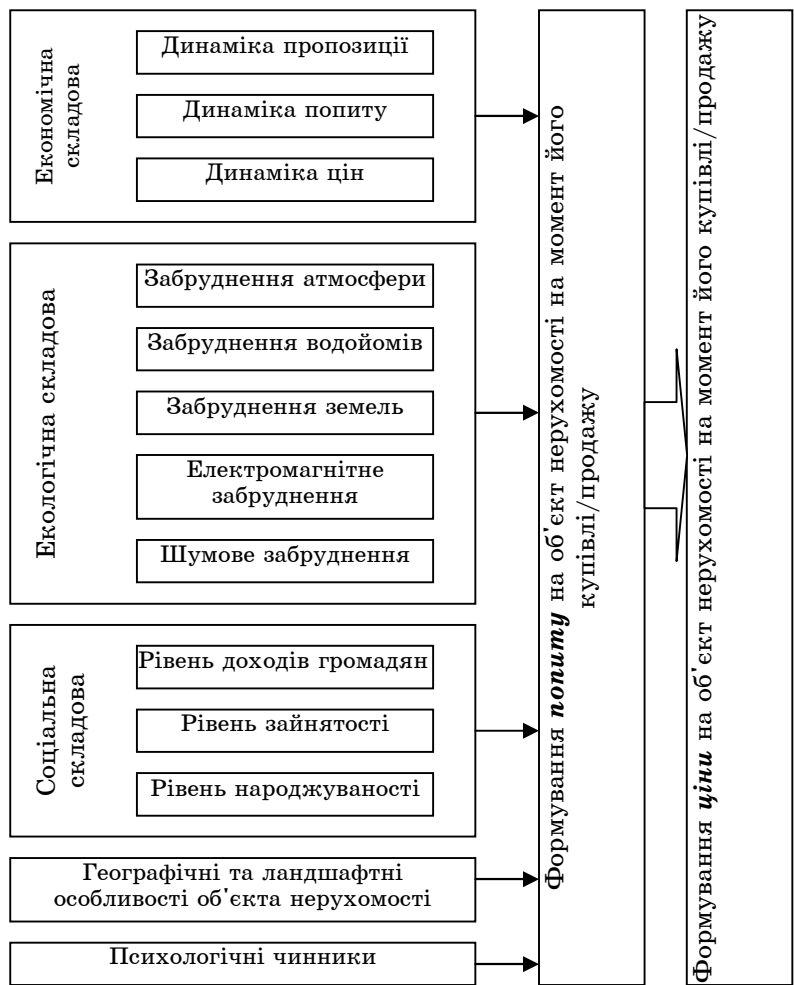 Економічна
складова
Динаміка пропозиції
Динаміка попиту
Динаміка цін
Екологічна складова
Забруднення атмосфери
Забруднення водойомів
Забруднення земель
Електромагнітне
забруднення
Шумове забруднення
Соціальна
складова
Рівень доходів громадян
Рівень зайнятості
Рівень народжуваності
Географічні та ландшафтні
особливості об'єкта нерухомості
Психологічні чинники
Формування попиту на об'єкт нерухомості на момент його
купівлі/продажу
Формування ціни на об'єкт нерухомості на момент його купівлі/продажу